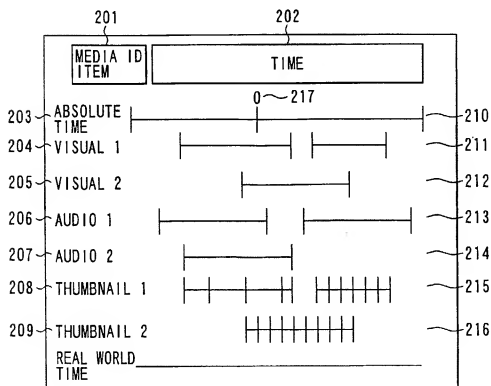 201 202
MEDIA ID ITEM TIME
0 217
203 ABSOLUTE TIME 210
204 VISUAL 1 211
205 VISUAL 2 212
206 AUDIO 1 213
207 AUDIO 2 214
208 THUMBNAIL 1 215
209 THUMBNAIL 2 216
REAL WORLD TIME